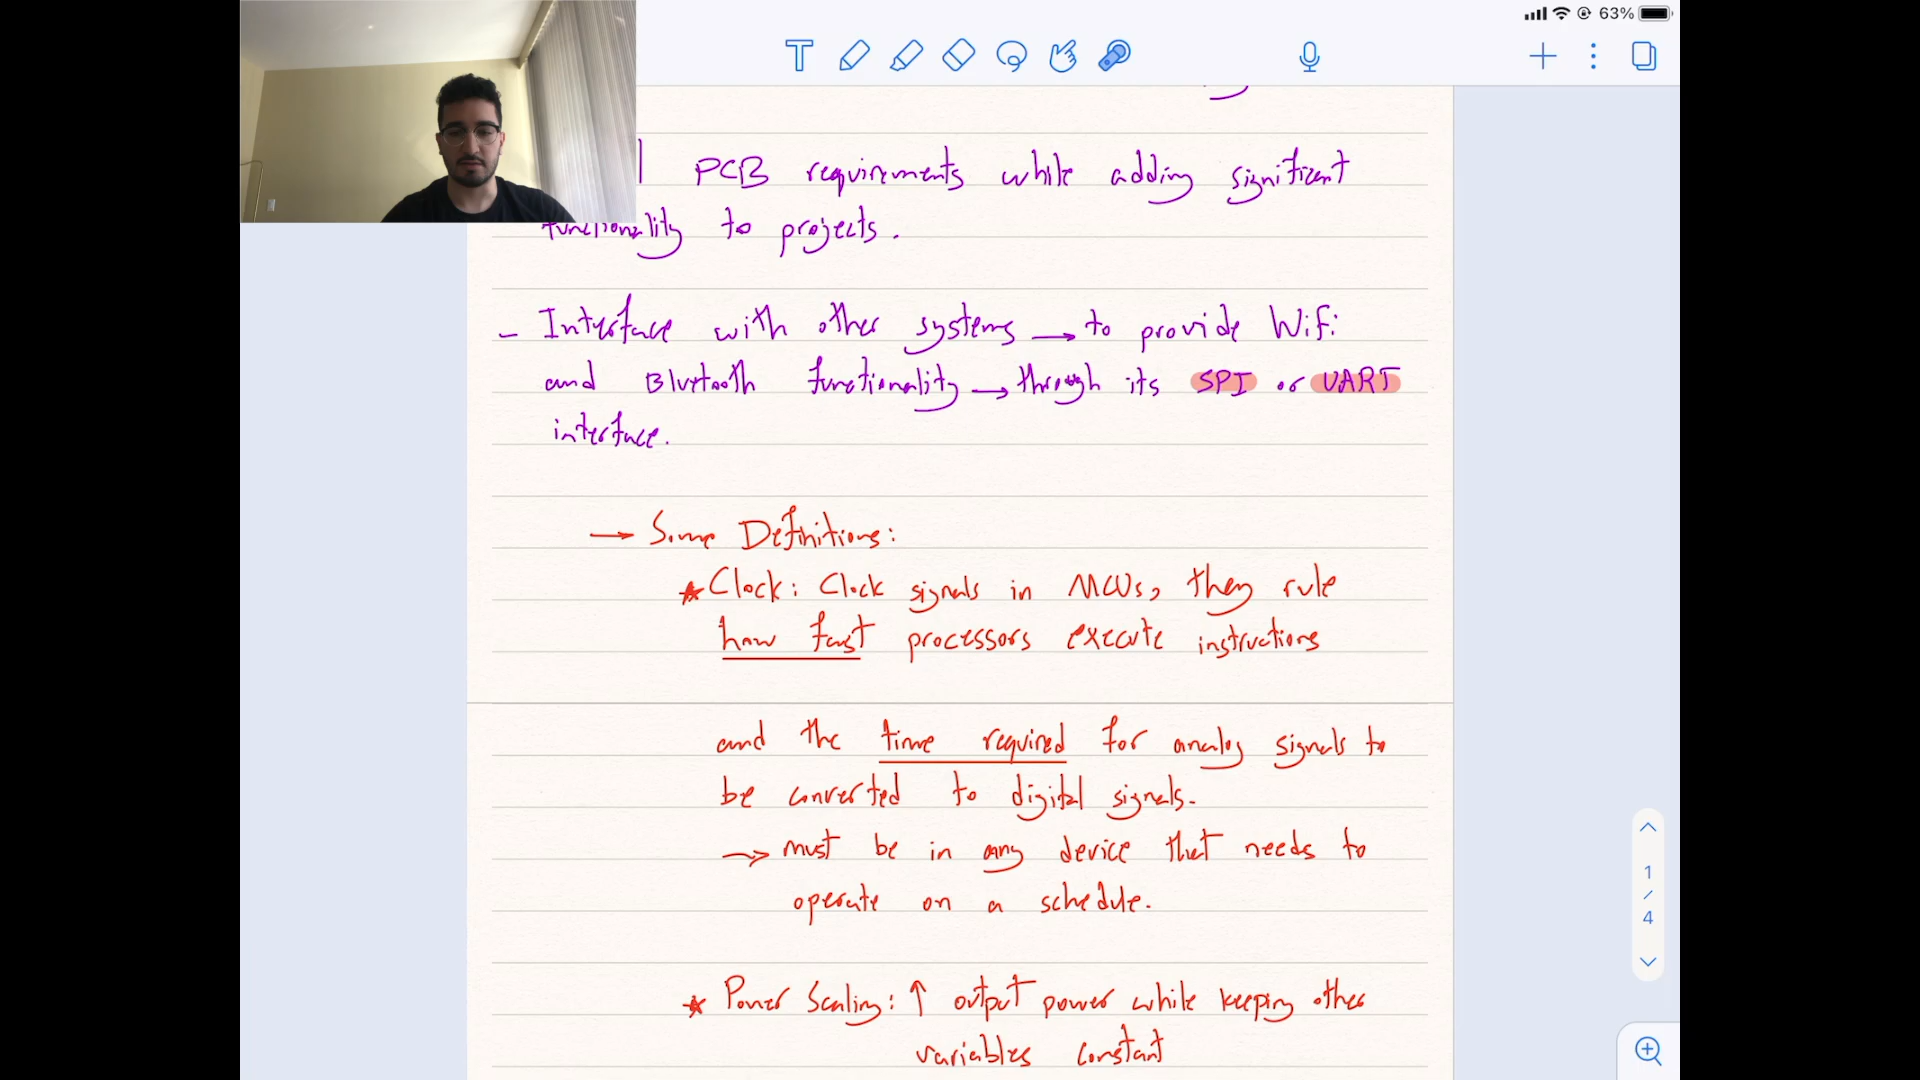 63%
PCB requirements while adding significant
functionality to projects.
- Interface with other systems → to provide Wifi
and Bluetooth functionality → through its SPI or UART
interface.
→ Some Definitions:
* Clock: Clock signals in MCUs, they rule
how fast processors execute instructions
and the time required for analog signals to
be converted to digital signals.
→ must be in any device that needs to
operate on a schedule.
* Power Scaling: ↑ output power while keeping other
variables constant
1
/
4